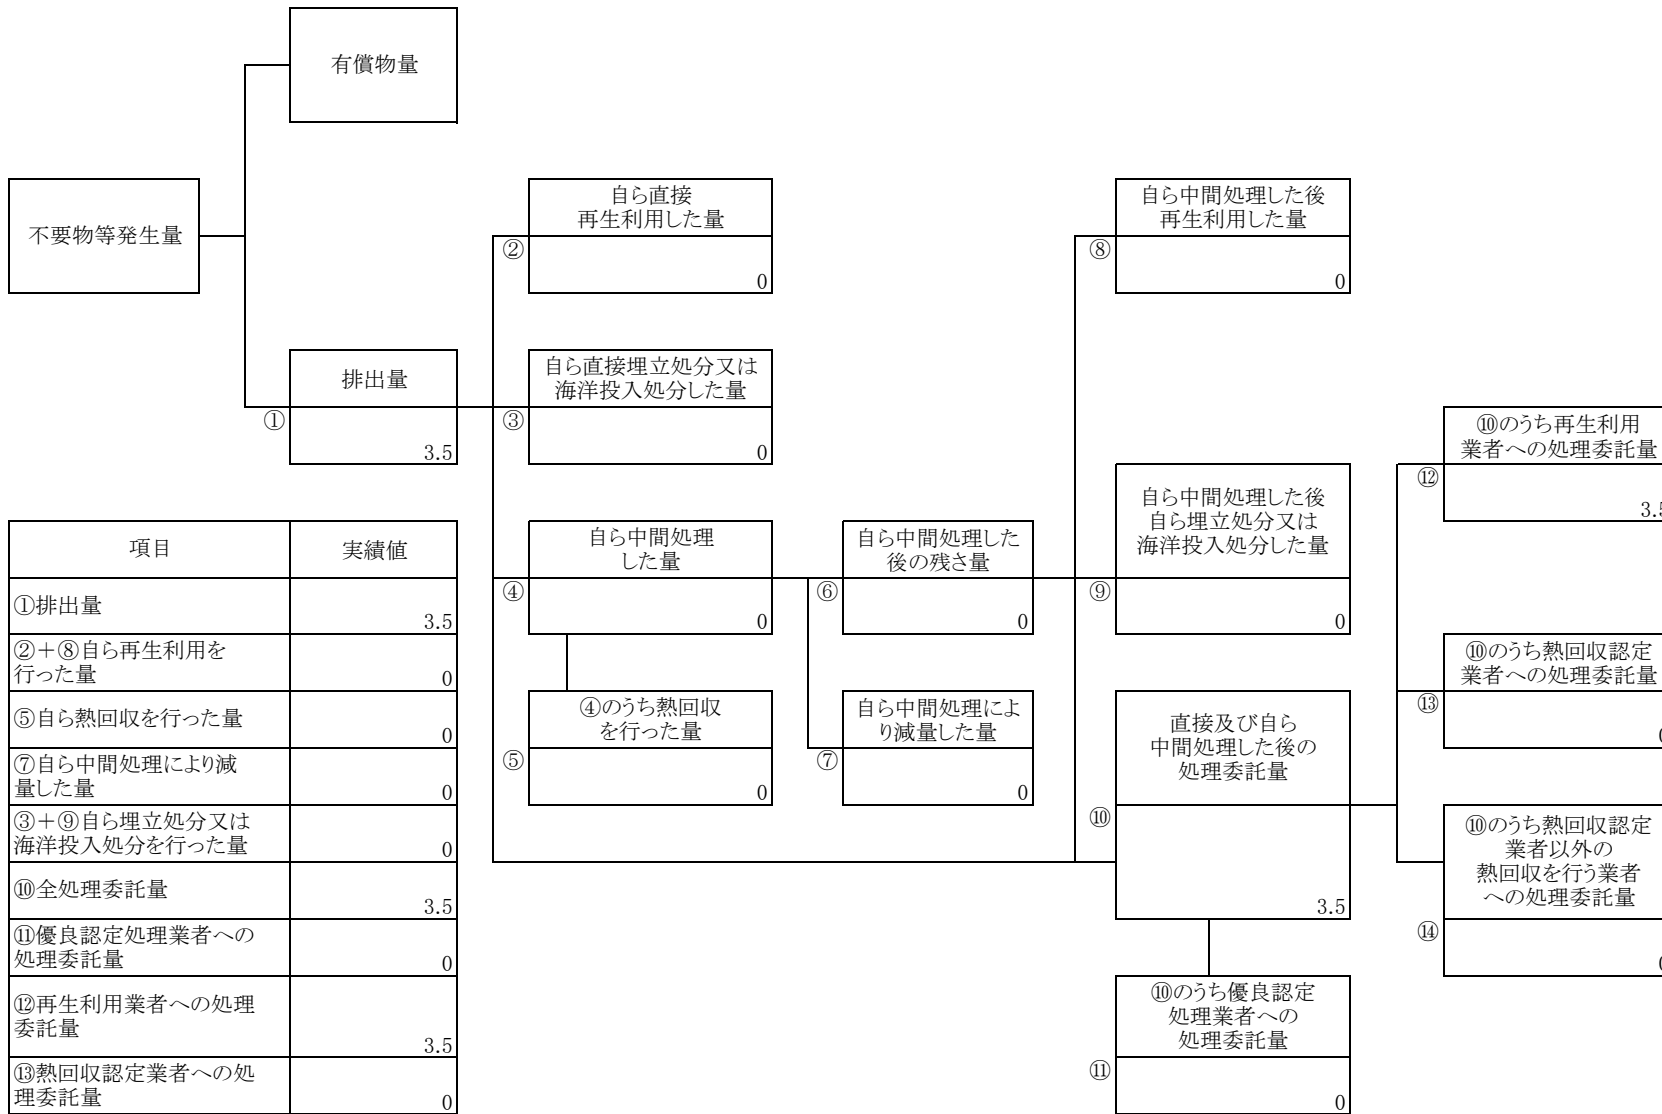 有償物量
不要物等発生量
自ら直接
再生利用した量
②
0
自ら中間処理した後
再生利用した量
⑧
0
排出量
①
3.5
自ら直接埋立処分又は
海洋投入処分した量
③
0
⑩のうち再生利用
業者への処理委託量
⑫
3.5
自ら中間処理した後
自ら埋立処分又は
海洋投入処分した量
⑨
0
自ら中間処理
した量
④
0
自ら中間処理した
後の残さ量
⑥
0
④のうち熱回収
を行った量
⑤
0
自ら中間処理によ
り減量した量
⑦
0
直接及び自ら
中間処理した後の
処理委託量
⑩
3.5
⑩のうち熱回収認定
業者への処理委託量
⑬
0
⑩のうち熱回収認定
業者以外の
熱回収を行う業者
への処理委託量
⑭
0
⑩のうち優良認定
処理業者への
処理委託量
⑪
0
項目 実績値
①排出量
3.5
②+⑧自ら再生利用を
行った量
0
⑤自ら熱回収を行った量
0
⑦自ら中間処理により減
量した量
0
③+⑨自ら埋立処分又は
海洋投入処分を行った量
0
⑩全処理委託量
3.5
⑪優良認定処理業者への
処理委託量
0
⑫再生利用業者への処理
委託量
3.5
⑬熱回収認定業者への処
理委託量
0